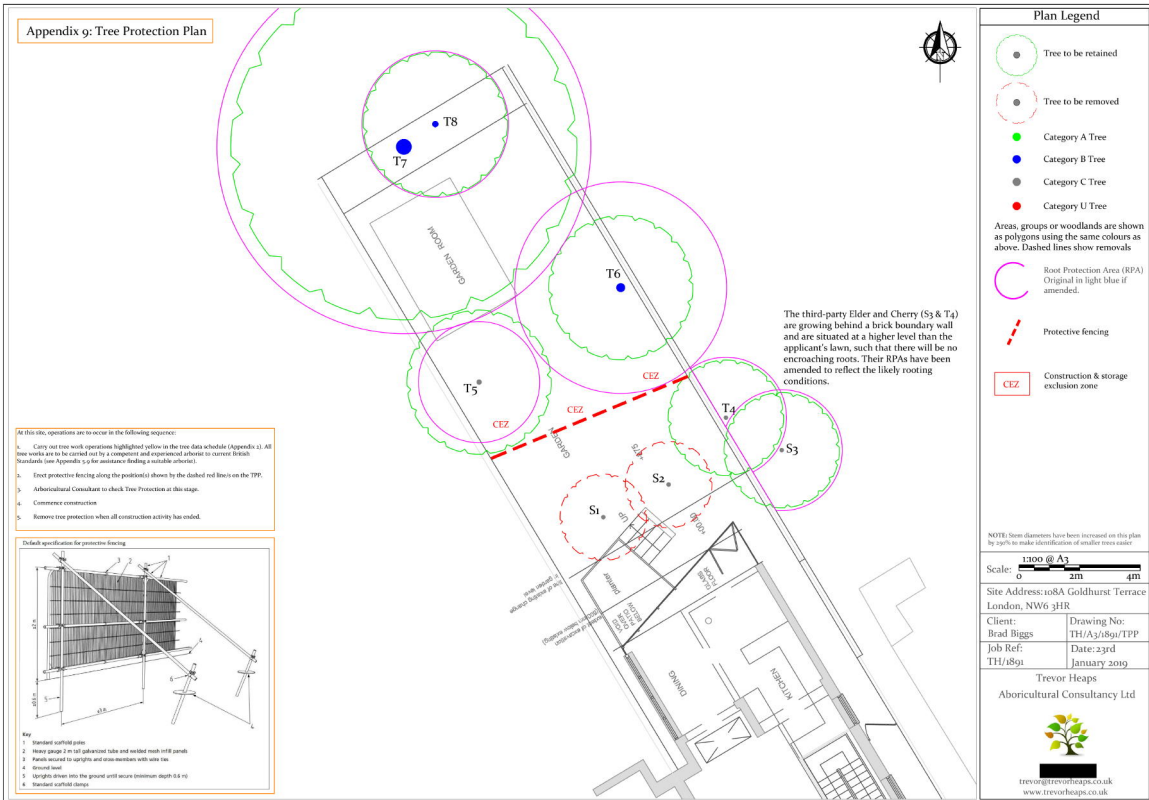 Appendix 9: Tree Protection Plan
T8
T7
GARDEN ROOM
T6
T5
The third-party Elder and Cherry (S3 & T4)
are growing behind a brick boundary wall
and are situated at a higher level than the
applicant's lawn, such that there will be no
encroaching roots. Their RPAs have been
amended to reflect the likely rooting
conditions.
CEZ
CEZ
CEZ
T4
S3
GARDEN
S2
S1
UP
planter
GLASS
FLOOR
VOID
OVER
PATIO
BELOW
DINING
KITCHEN
At this site, operations are to occur in the following sequence:
1. Carry out tree work operations highlighted yellow in the tree data schedule (Appendix 2). All
tree works are to be carried out by a competent and experienced arborist to current British
Standards (see Appendix 5.9 for assistance finding a suitable arborist).
2. Erect protective fencing along the position(s) shown by the dashed red line/s on the TPP.
3. Arboricultural Consultant to check Tree Protection at this stage.
4. Commence construction
5. Remove tree protection when all construction activity has ended.
Default specification for protective fencing
Key
1 Standard scaffold poles
2 Heavy gauge 2 m tall galvanized tube and welded mesh infill panels
3 Panels secured to uprights and cross-members with wire ties
4 Ground level
5 Uprights driven into the ground until secure (minimum depth 0.6 m)
6 Standard scaffold clamps
Plan Legend
Tree to be retained
Tree to be removed
Category A Tree
Category B Tree
Category C Tree
Category U Tree
Areas, groups or woodlands are shown
as polygons using the same colours as
above. Dashed lines show removals
Root Protection Area (RPA)
Original in light blue if
amended.
Protective fencing
CEZ
Construction & storage
exclusion zone
NOTE: Stem diameters have been increased on this plan
by 250% to make identification of smaller trees easier
1:100 @ A3
Scale:
0 2m 4m
Site Address:108A Goldhurst Terrace
London, NW6 3HR
Client:
Brad Biggs
Drawing No:
TH/A3/1891/TPP
Job Ref:
TH/1891
Date:23rd
January 2019
Trevor Heaps
Aboricultural Consultancy Ltd
trevor@trevorheaps.co.uk
www.trevorheaps.co.uk